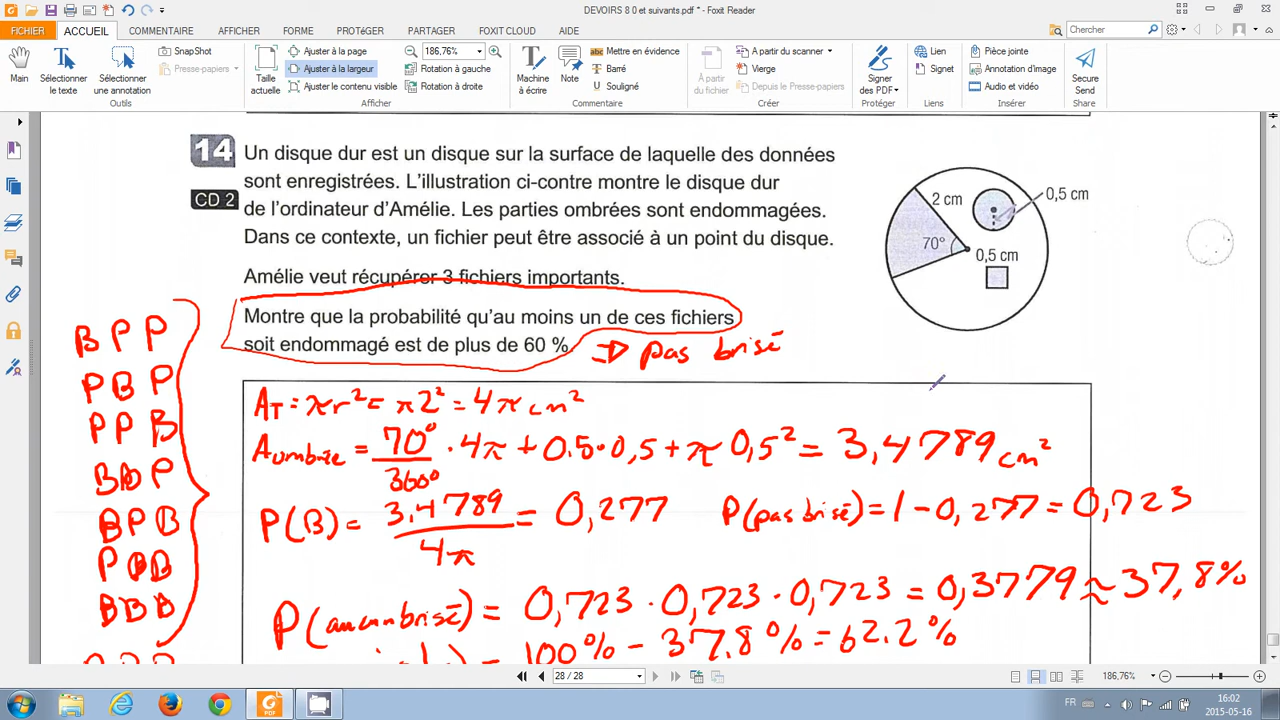 DEVOIRS 8 0 et suivants.pdf * - Foxit Reader
FICHIER ACCUEIL COMMENTAIRE AFFICHER FORME PROTÉGER PARTAGER FOXIT CLOUD AIDE Chercher
Main
Sélectionner le texte
Sélectionner une annotation
SnapShot
Presse-papiers
Outils
Taille actuelle
Ajuster à la page
Ajuster à la largeur
Ajuster le contenu visible
186,76%
Rotation à gauche
Rotation à droite
Afficher
Machine à écrire
Note
Mettre en évidence
Barré
Souligné
Commentaire
À partir du fichier
A partir du scanner
Vierge
Depuis le Presse-papiers
Créer
Signer des PDF
Protéger
Lien
Signet
Liens
Pièce jointe
Annotation d'image
Audio et vidéo
Insérer
Secure Send
Share
14 Un disque dur est un disque sur la surface de laquelle des données
sont enregistrées. L'illustration ci-contre montre le disque dur
CD 2 de l'ordinateur d'Amélie. Les parties ombrées sont endommagées.
Dans ce contexte, un fichier peut être associé à un point du disque.
Amélie veut récupérer 3 fichiers importants.
Montre que la probabilité qu'au moins un de ces fichiers
soit endommagé est de plus de 60 %. ⇒ pas brisé
2 cm
0,5 cm
70°
0,5 cm
BPP
PBP
PPB
BBP
BPB
PBB
BBB
PPP
A_T = πr² = π2² = 4π cm²
A_ombrée = 70°/360° · 4π + 0.5·0,5 + π 0,5² = 3,4789 cm²
P(B) = 3,4789/4π = 0,277 P(pas brisé) = 1 - 0,277 = 0,723
P(aucun brisé) = 0,723 · 0,723 · 0,723 = 0,3779 ≈ 37,8%
= 100% - 37.8% = 62.2%
28 / 28
186,76%
FR
16:02
2015-05-16